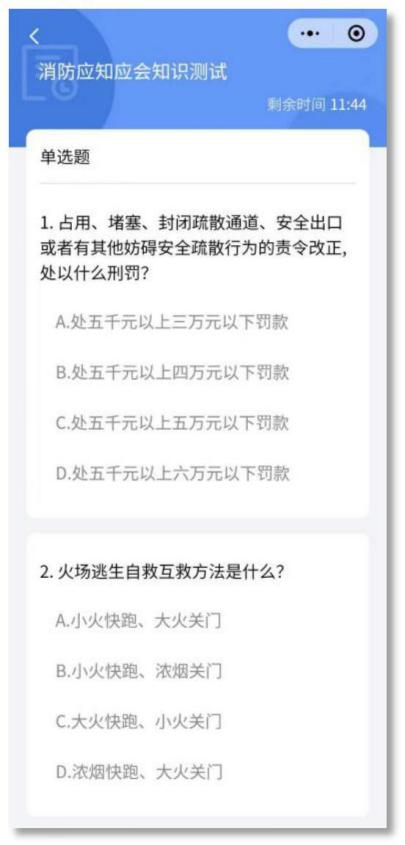 消防应知应会知识测试
剩余时间 11:44
单选题
1. 占用、堵塞、封闭疏散通道、安全出口
或者有其他妨碍安全疏散行为的责令改正,
处以什么刑罚?
A.处五千元以上三万元以下罚款
B.处五千元以上四万元以下罚款
C.处五千元以上五万元以下罚款
D.处五千元以上六万元以下罚款
2. 火场逃生自救互救方法是什么?
A.小火快跑、大火关门
B.小火快跑、浓烟关门
C.大火快跑、小火关门
D.浓烟快跑、大火关门